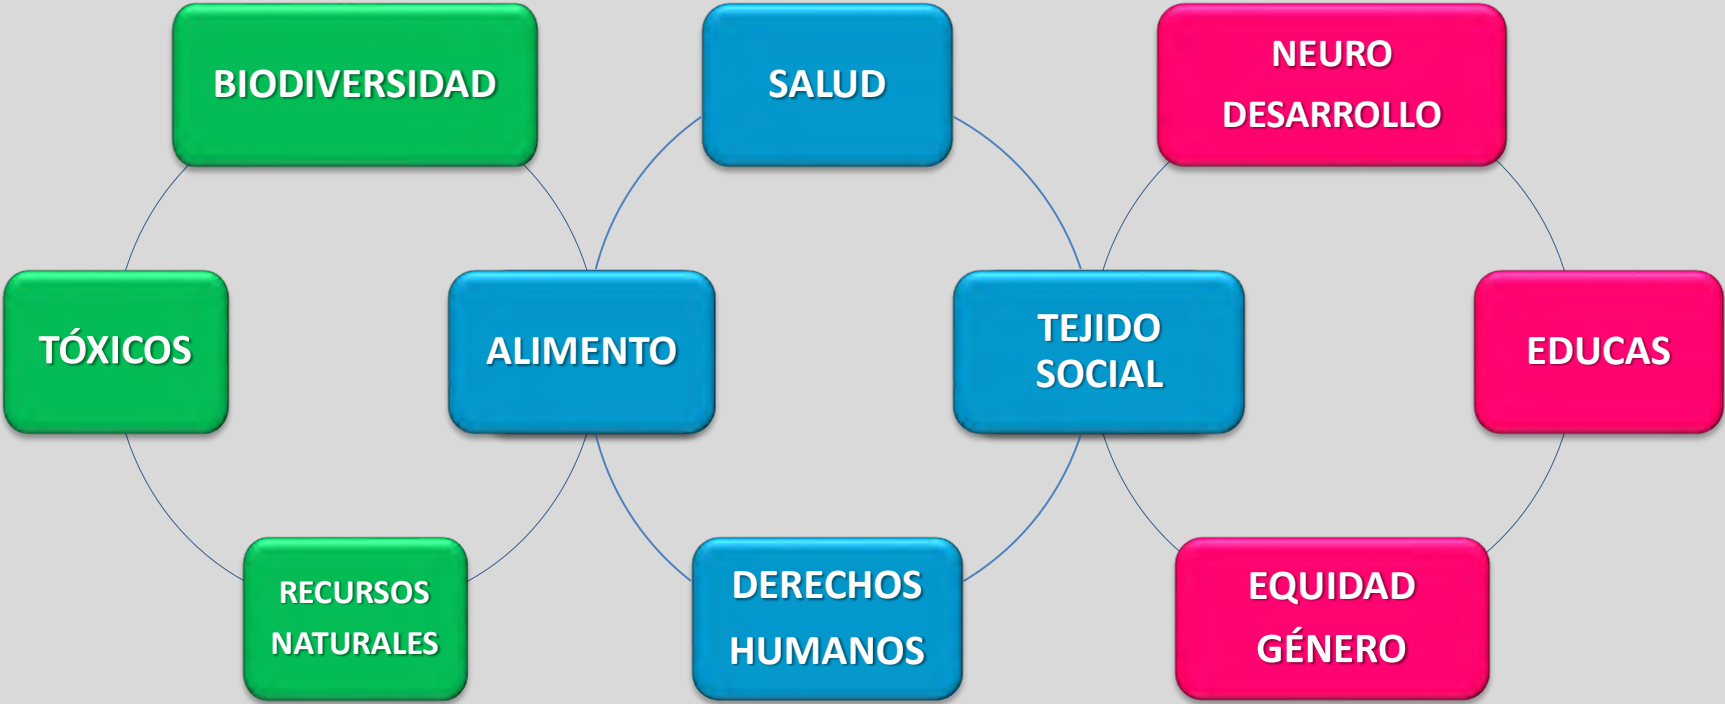 BIODIVERSIDAD
SALUD
NEURO
DESARROLLO
TÓXICOS
ALIMENTO
TEJIDO
SOCIAL
EDUCAS
RECURSOS
NATURALES
DERECHOS
HUMANOS
EQUIDAD
GÉNERO